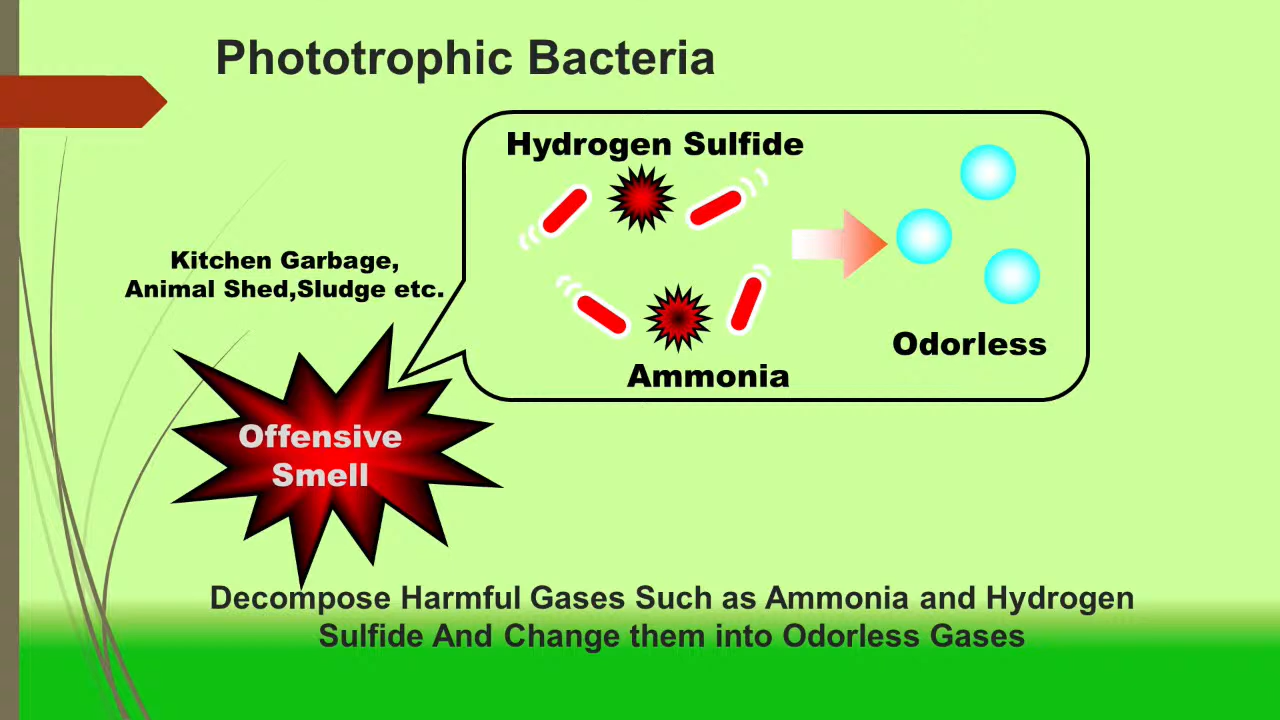 Phototrophic Bacteria
Hydrogen Sulfide
Kitchen Garbage,
Animal Shed,Sludge etc.
Odorless
Ammonia
Offensive
Smell
Decompose Harmful Gases Such as Ammonia and Hydrogen
Sulfide And Change them into Odorless Gases